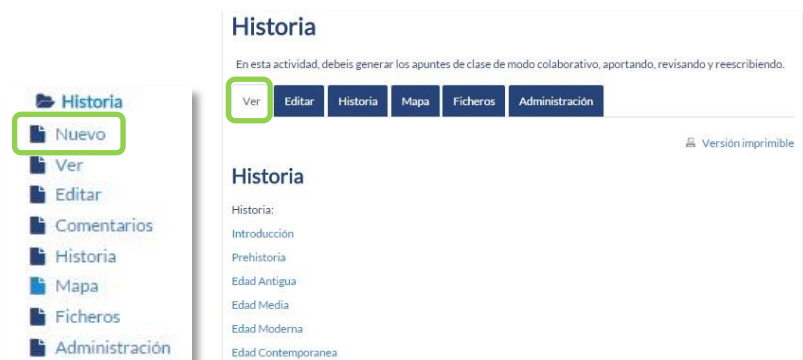 Historia
Nuevo
Ver
Editar
Comentarios
Historia
Mapa
Ficheros
Administración
Historia
En esta actividad, debeis generar los apuntes de clase de modo colaborativo, aportando, revisando y reescribiendo.
Ver Editar Historia Mapa Ficheros Administración
Versión imprimible
Historia
Historia:
Introducción
Prehistoria
Edad Antigua
Edad Media
Edad Moderna
Edad Contemporanea